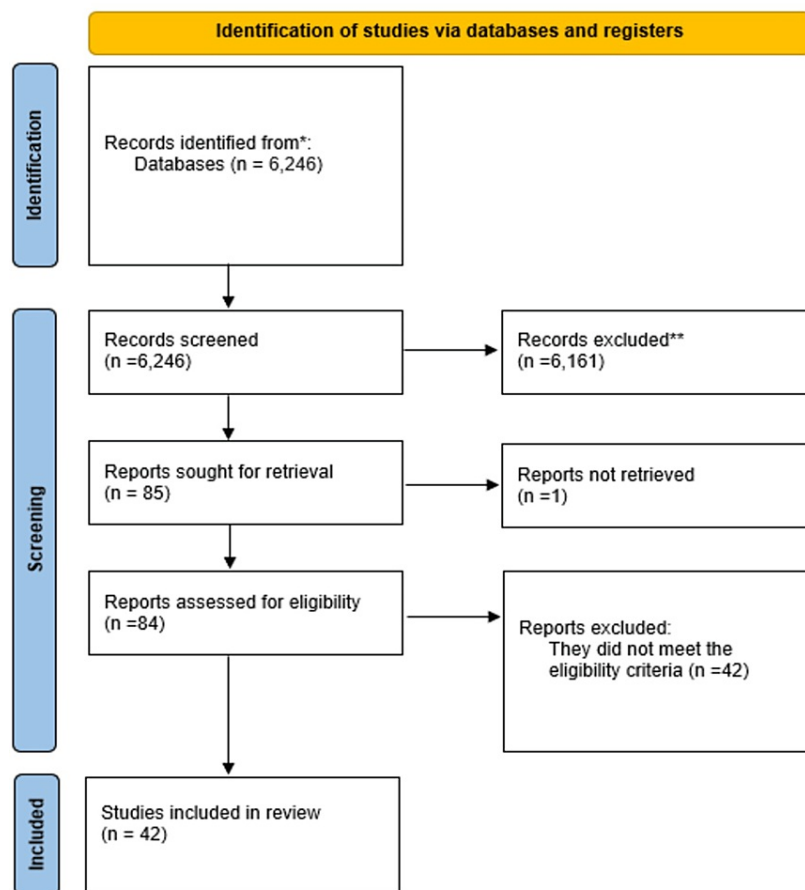 Identification of studies via databases and registers
Identification
Records identified from*:
Databases (n = 6,246)
Screening
Records screened
(n =6,246)
Records excluded**
(n =6,161)
Reports sought for retrieval
(n = 85)
Reports not retrieved
(n =1)
Reports assessed for eligibility
(n =84)
Reports excluded:
They did not meet the
eligibility criteria (n =42)
Included
Studies included in review
(n = 42)